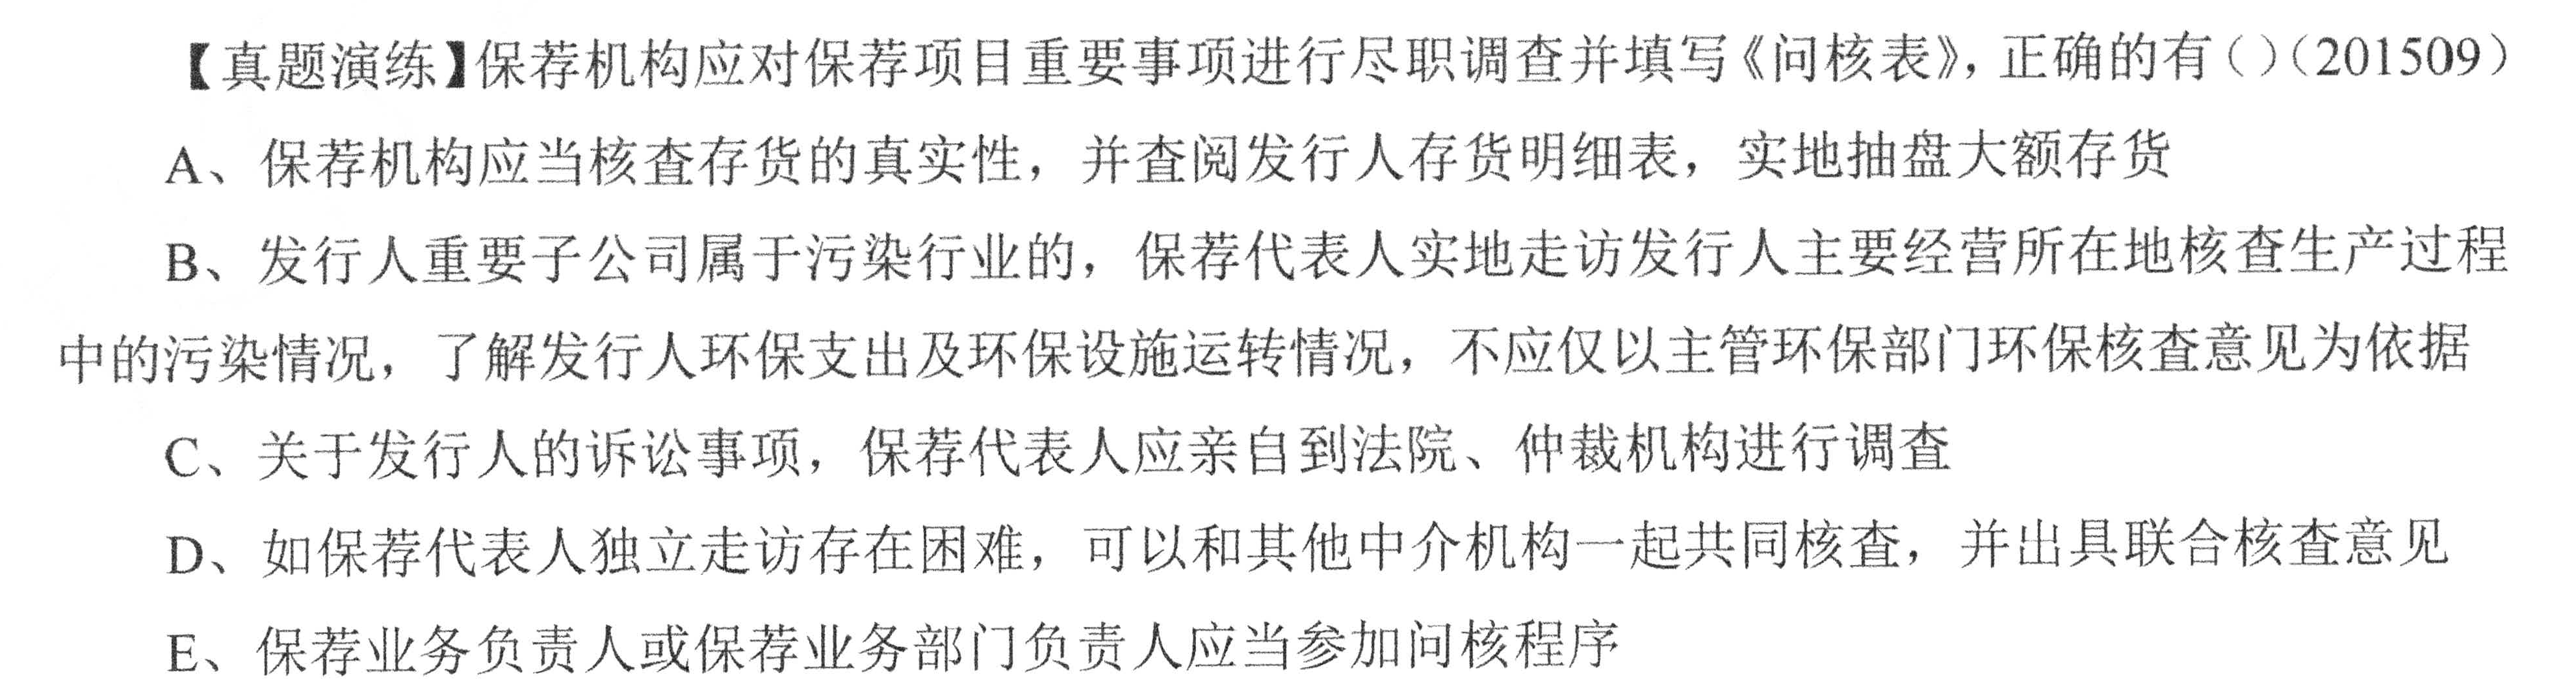 【真题演练】保荐机构应对保荐项目重要事项进行尽职调查并填写《问核表》，正确的有（）（201509）
A、保荐机构应当核查存货的真实性，并查阅发行人存货明细表，实地抽盘大额存货
B、发行人重要子公司属于污染行业的，保荐代表人实地走访发行人主要经营所在地核查生产过程
中的污染情况，了解发行人环保支出及环保设施运转情况，不应仅以主管环保部门环保核查意见为依据
C、关于发行人的诉讼事项，保荐代表人应亲自到法院、仲裁机构进行调查
D、如保荐代表人独立走访存在困难，可以和其他中介机构一起共同核查，并出具联合核查意见
E、保荐业务负责人或保荐业务部门负责人应当参加问核程序